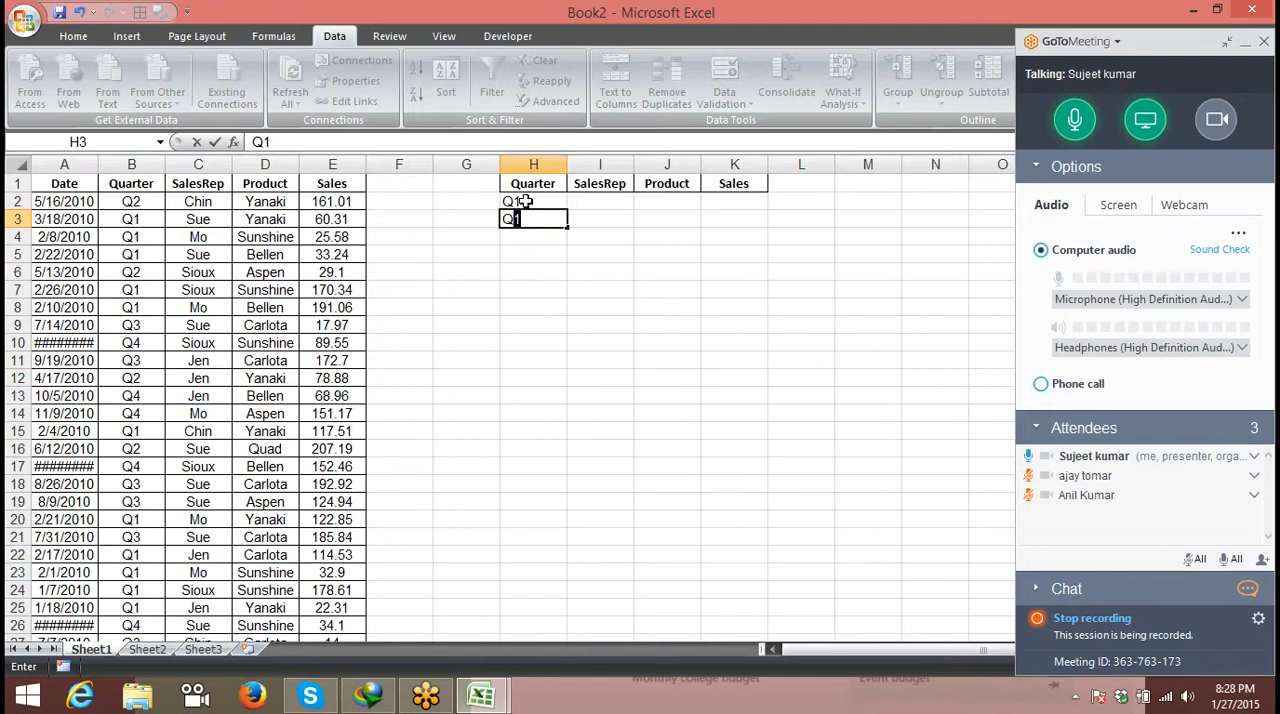 Book2 - Microsoft Excel
Home Insert Page Layout Formulas Data Review View Developer
From Access
From Web
From Text
From Other Sources
Existing Connections
Get External Data
Refresh All
Connections
Properties
Edit Links
Connections
Sort
Filter
Clear
Reapply
Advanced
Sort & Filter
Text to Columns
Remove Duplicates
Data Validation
Consolidate
What-If Analysis
Data Tools
Group
Ungroup
Subtotal
Outline
H3 fx Q1
A B C D E F G H I J K L M N O
1 Date Quarter SalesRep Product Sales Quarter SalesRep Product Sales
2 5/16/2010 Q2 Chin Yanaki 161.01 Q1
3 3/18/2010 Q1 Sue Yanaki 60.31 Q1
4 2/8/2010 Q1 Mo Sunshine 25.58
5 2/22/2010 Q1 Sue Bellen 33.24
6 5/13/2010 Q2 Sioux Aspen 29.1
7 2/26/2010 Q1 Sioux Sunshine 170.34
8 2/10/2010 Q1 Mo Bellen 191.06
9 7/14/2010 Q3 Sue Carlota 17.97
10 ######## Q4 Sioux Sunshine 89.55
11 9/19/2010 Q3 Jen Carlota 172.7
12 4/17/2010 Q2 Jen Yanaki 78.88
13 10/5/2010 Q4 Jen Bellen 68.96
14 11/9/2010 Q4 Mo Aspen 151.17
15 2/4/2010 Q1 Chin Yanaki 117.51
16 6/12/2010 Q2 Sue Quad 207.19
17 ######## Q4 Sioux Bellen 152.46
18 8/26/2010 Q3 Sue Carlota 192.92
19 8/9/2010 Q3 Sue Aspen 124.94
20 2/21/2010 Q1 Mo Yanaki 122.85
21 7/31/2010 Q3 Sue Carlota 185.84
22 2/22/2010 Q1 Jen Carlota 114.53
23 2/1/2010 Q1 Mo Sunshine 32.9
24 1/7/2010 Q1 Sioux Sunshine 178.61
25 1/18/2010 Q1 Jen Yanaki 22.31
26 ######## Q4 Sue Sunshine 34.1
27 7/7/2010 Q3 Chin Carlota 14
Sheet1 Sheet2 Sheet3
Enter
Monthly college budget Event budget
GoToMeeting
Talking: Sujeet kumar
Options
Audio Screen Webcam
Computer audio Sound Check
Microphone (High Definition Aud...)
Headphones (High Definition Aud...)
Phone call
Attendees 3
Sujeet kumar (me, presenter, orga...
ajay tomar
Anil Kumar
All All
Chat
Stop recording
This session is being recorded.
Meeting ID: 363-763-173
8:28 PM
1/27/2015